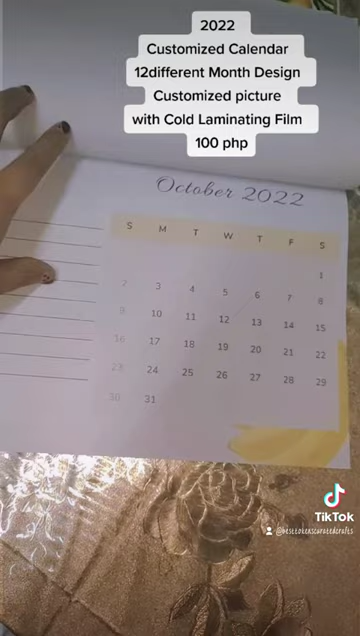 2022
Customized Calendar
12different Month Design
Customized picture
with Cold Laminating Film
100 php
October 2022
S M T W T F S
1
2 3 4 5 6 7 8
9 10 11 12 13 14 15
16 17 18 19 20 21 22
23 24 25 26 27 28 29
30 31
TikTok